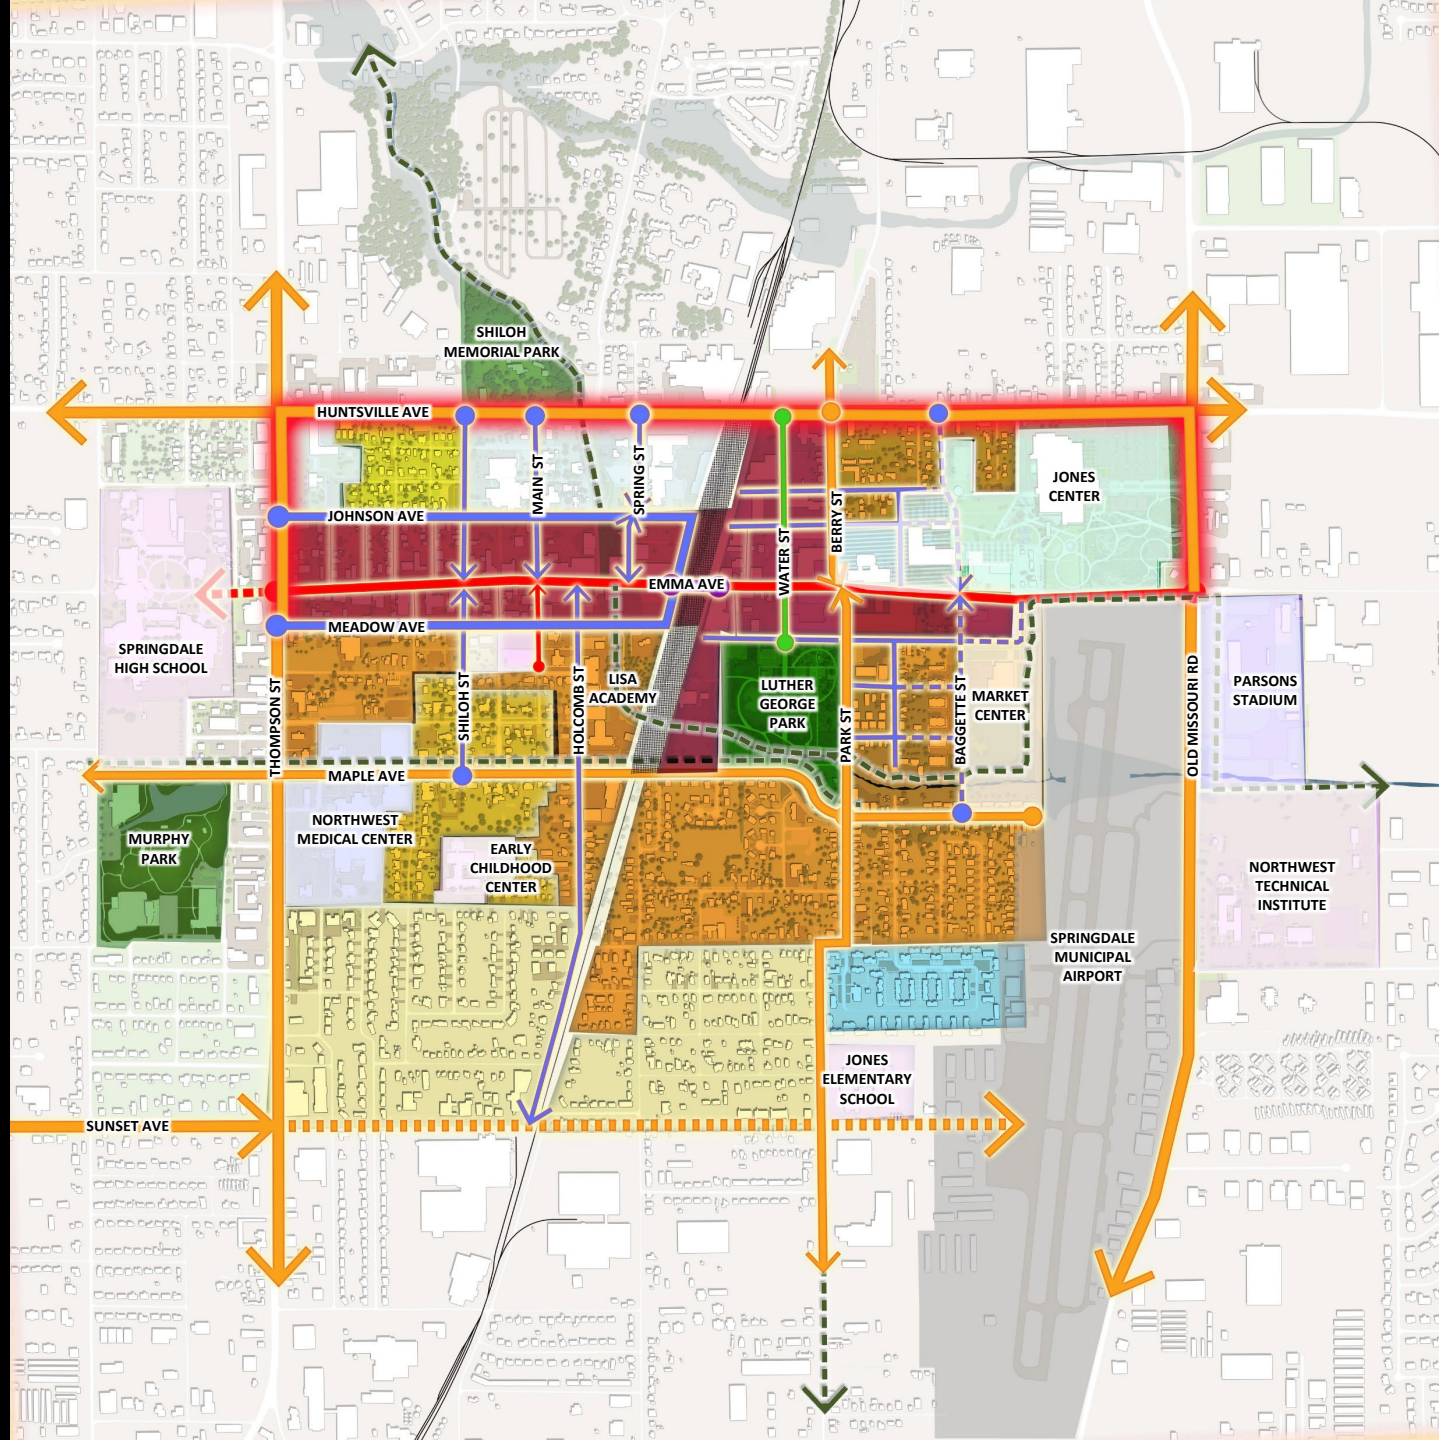 SHILOH
MEMORIAL PARK
HUNTSVILLE AVE
MAIN ST
SPRING ST
JONES
CENTER
BERRY ST
WATER ST
JOHNSON AVE
EMMA AVE
MEADOW AVE
SPRINGDALE
HIGH SCHOOL
THOMPSON ST
SHILOH ST
HOLCOMB ST
LISA
ACADEMY
LUTHER
GEORGE
PARK
PARK ST
BAGGETTE ST
MARKET
CENTER
OLD MISSOURI RD
PARSONS
STADIUM
MAPLE AVE
MURPHY
PARK
NORTHWEST
MEDICAL CENTER
EARLY
CHILDHOOD
CENTER
NORTHWEST
TECHNICAL
INSTITUTE
SPRINGDALE
MUNICIPAL
AIRPORT
JONES
ELEMENTARY
SCHOOL
SUNSET AVE